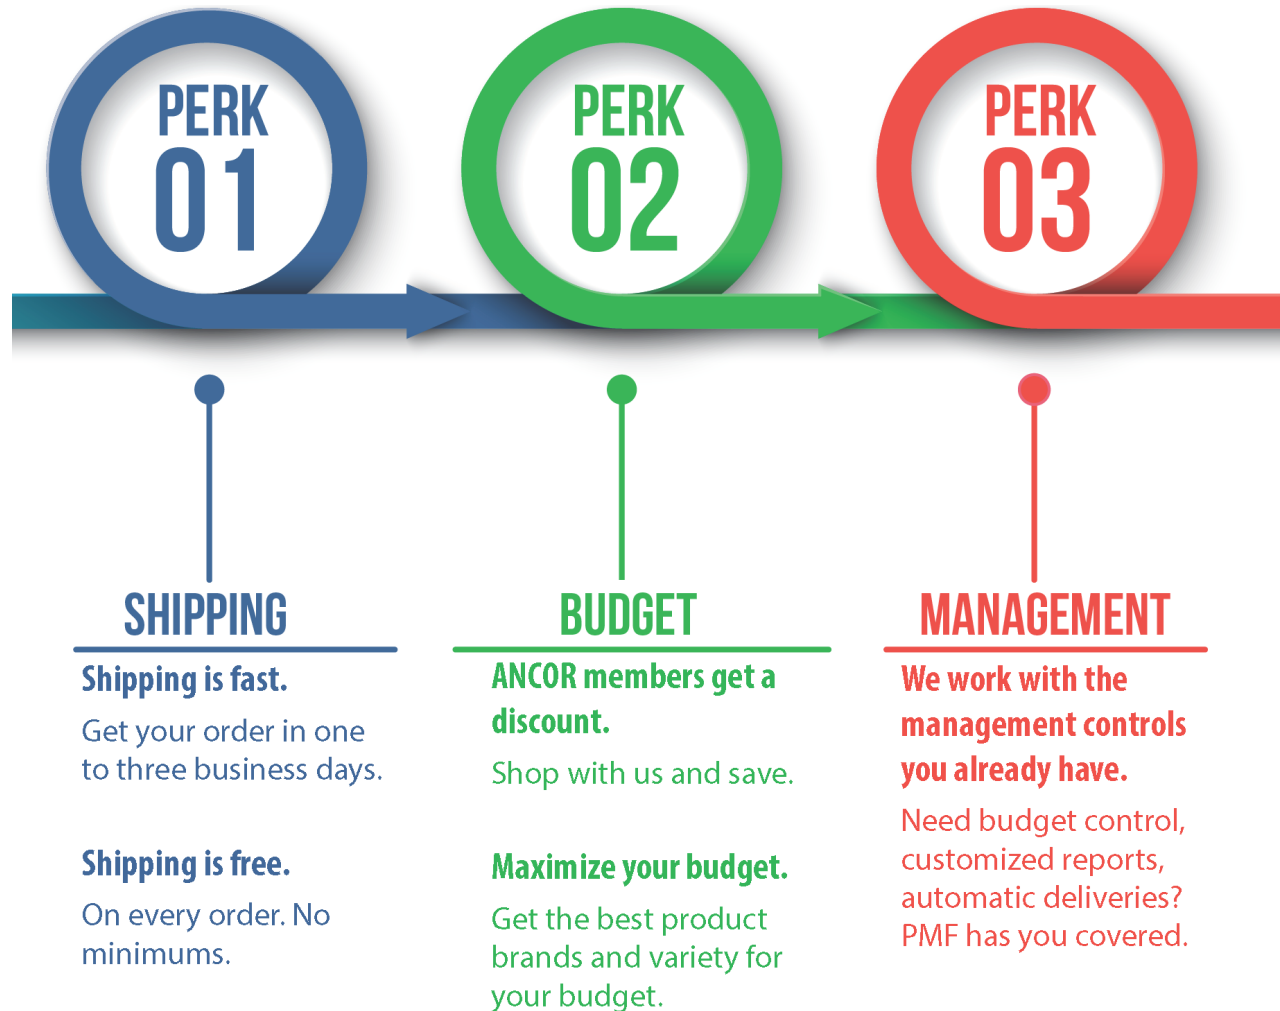 PERK
01
PERK
02
PERK
03
SHIPPING
Shipping is fast.
Get your order in one
to three business days.
Shipping is free.
On every order. No
minimums.
BUDGET
ANCOR members get a
discount.
Shop with us and save.
Maximize your budget.
Get the best product
brands and variety for
your budget.
MANAGEMENT
We work with the
management controls
you already have.
Need budget control,
customized reports,
automatic deliveries?
PMF has you covered.